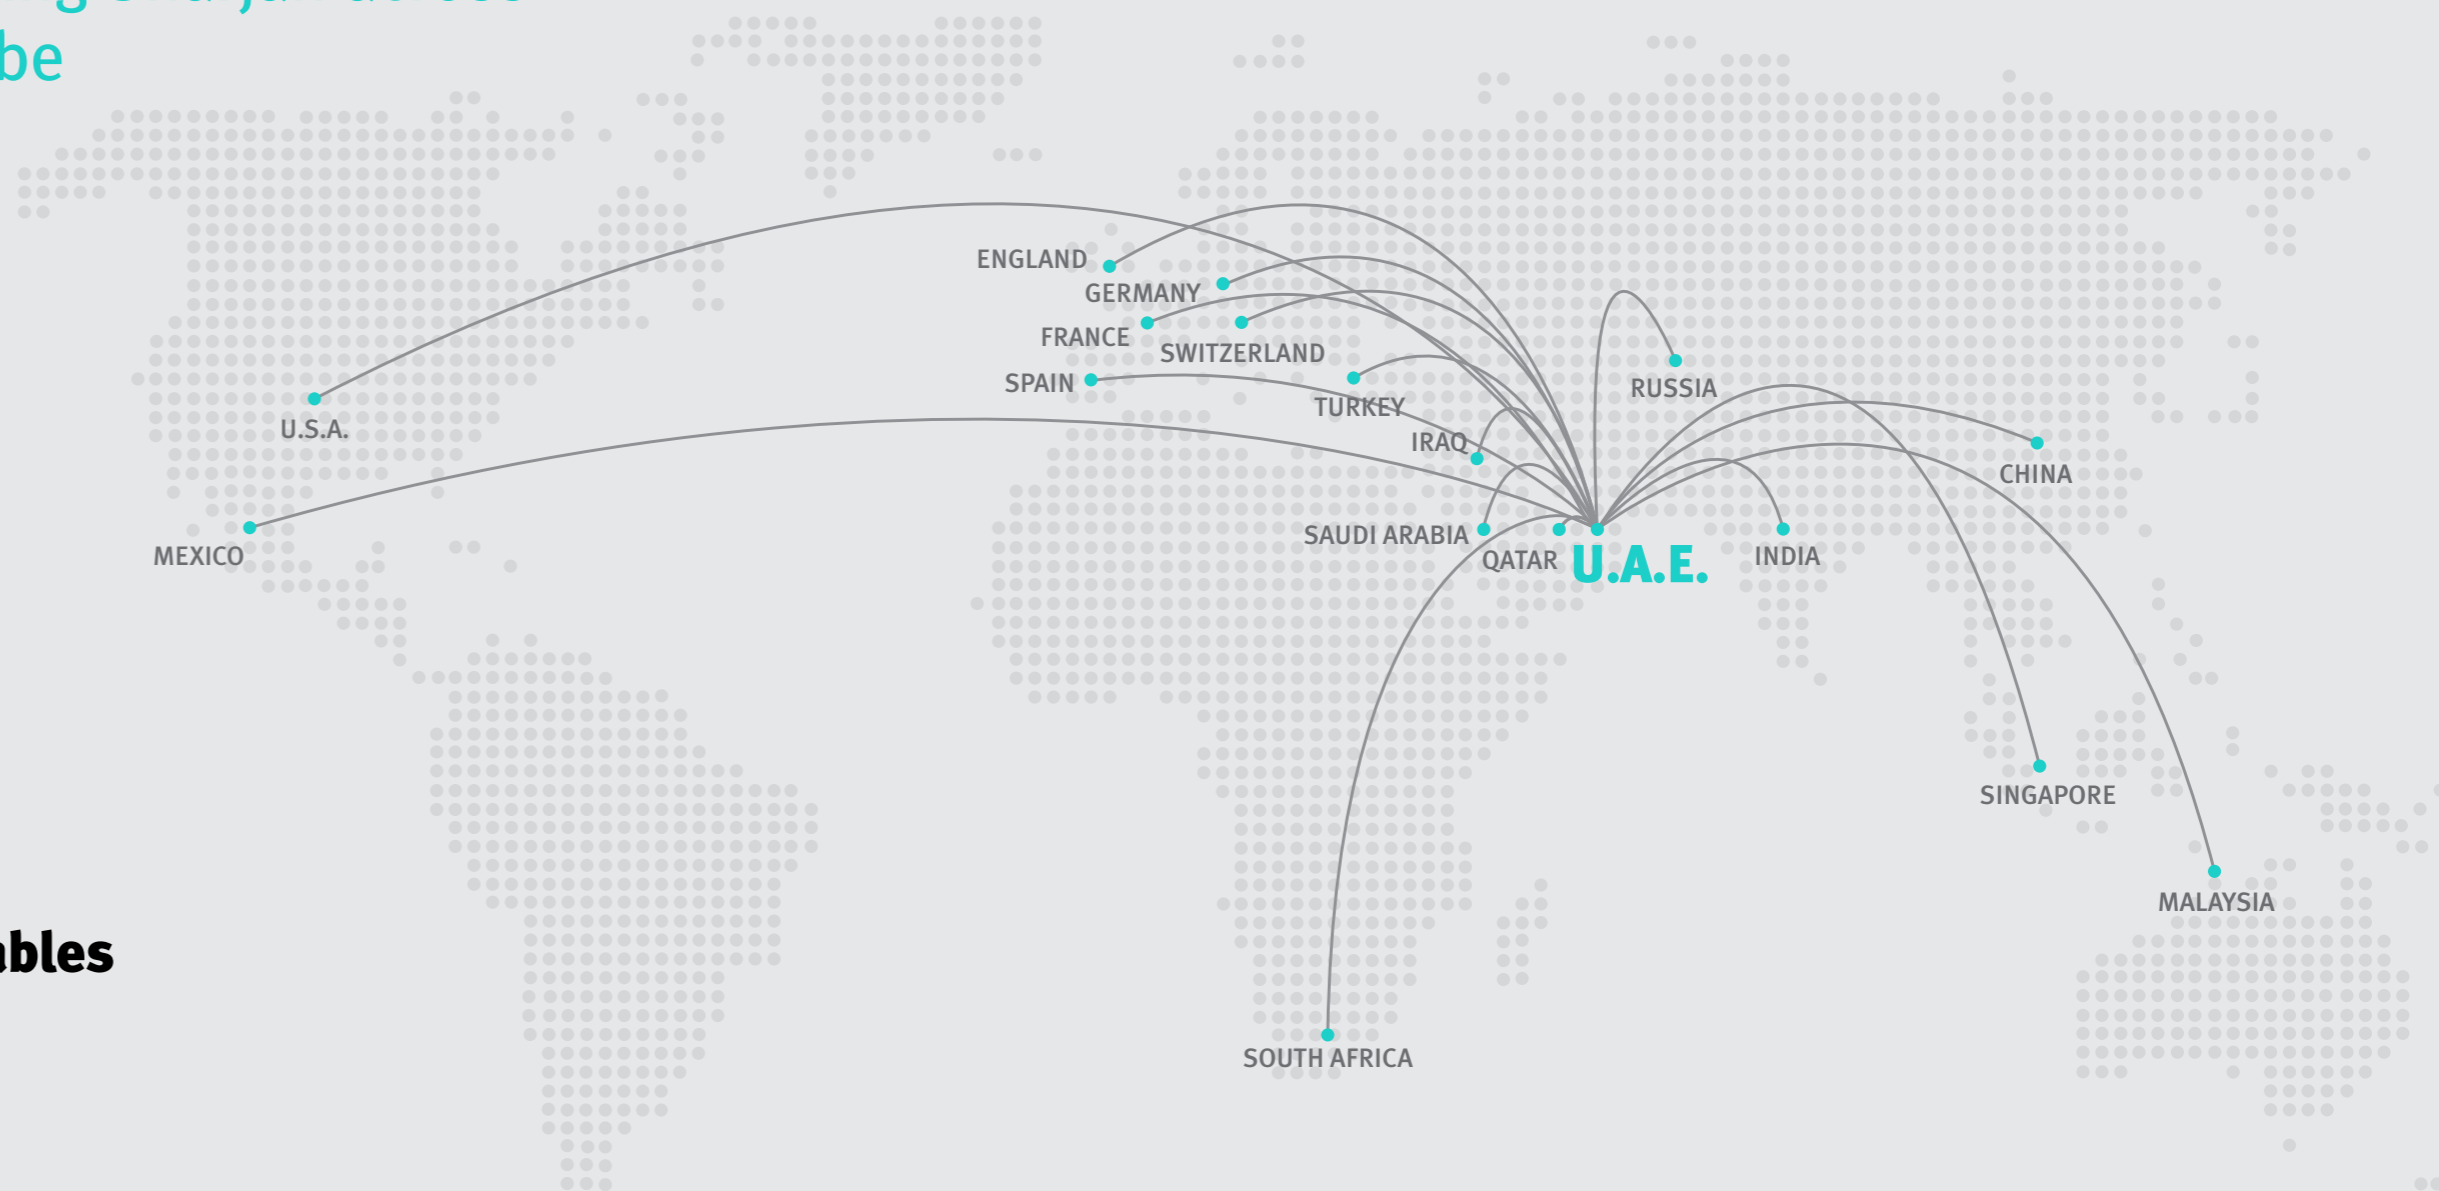 be
ENGLAND
GERMANY
FRANCE
SWITZERLAND
SPAIN
TURKEY
RUSSIA
U.S.A.
IRAQ
CHINA
SAUDI ARABIA
MEXICO
QATAR
U.A.E.
INDIA
SINGAPORE
MALAYSIA
ables
SOUTH AFRICA